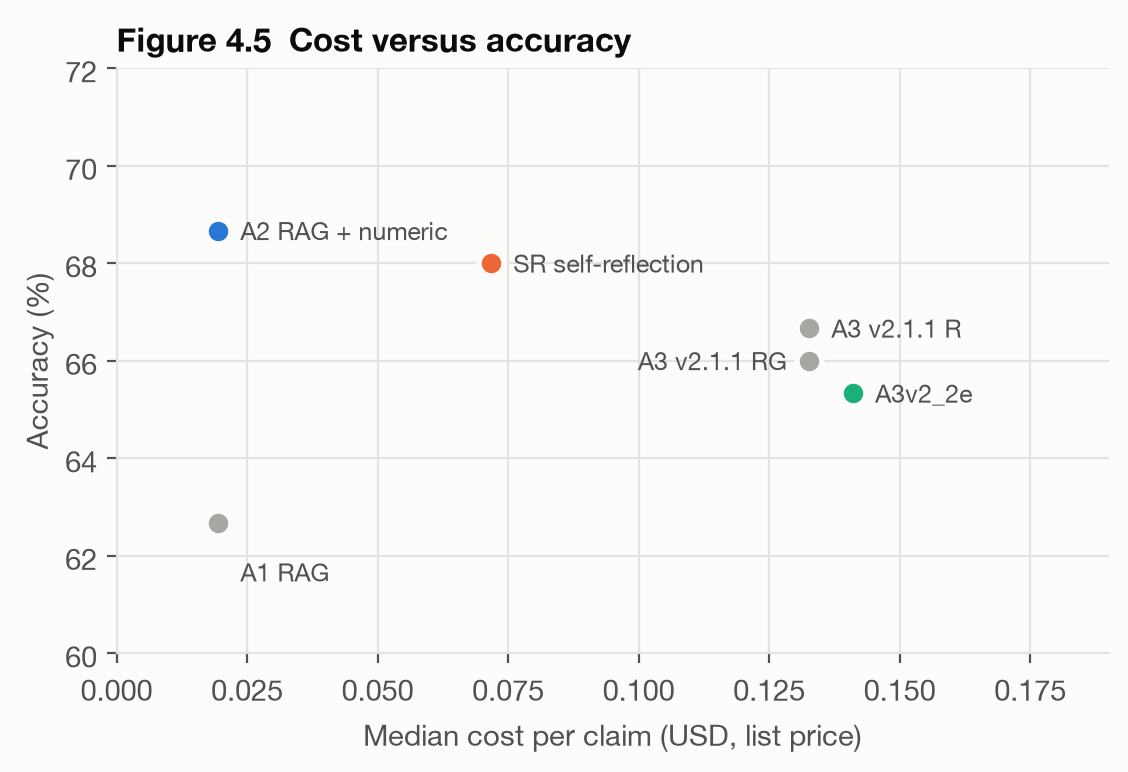 Figure 4.5  Cost versus accuracy
72
70
A2 RAG + numeric
68
SR self-reflection
A3 v2.1.1 R
66
A3 v2.1.1 RG
A3v2_2e
64
62
A1 RAG
60
Accuracy (%)
0.000 0.025 0.050 0.075 0.100 0.125 0.150 0.175
Median cost per claim (USD, list price)